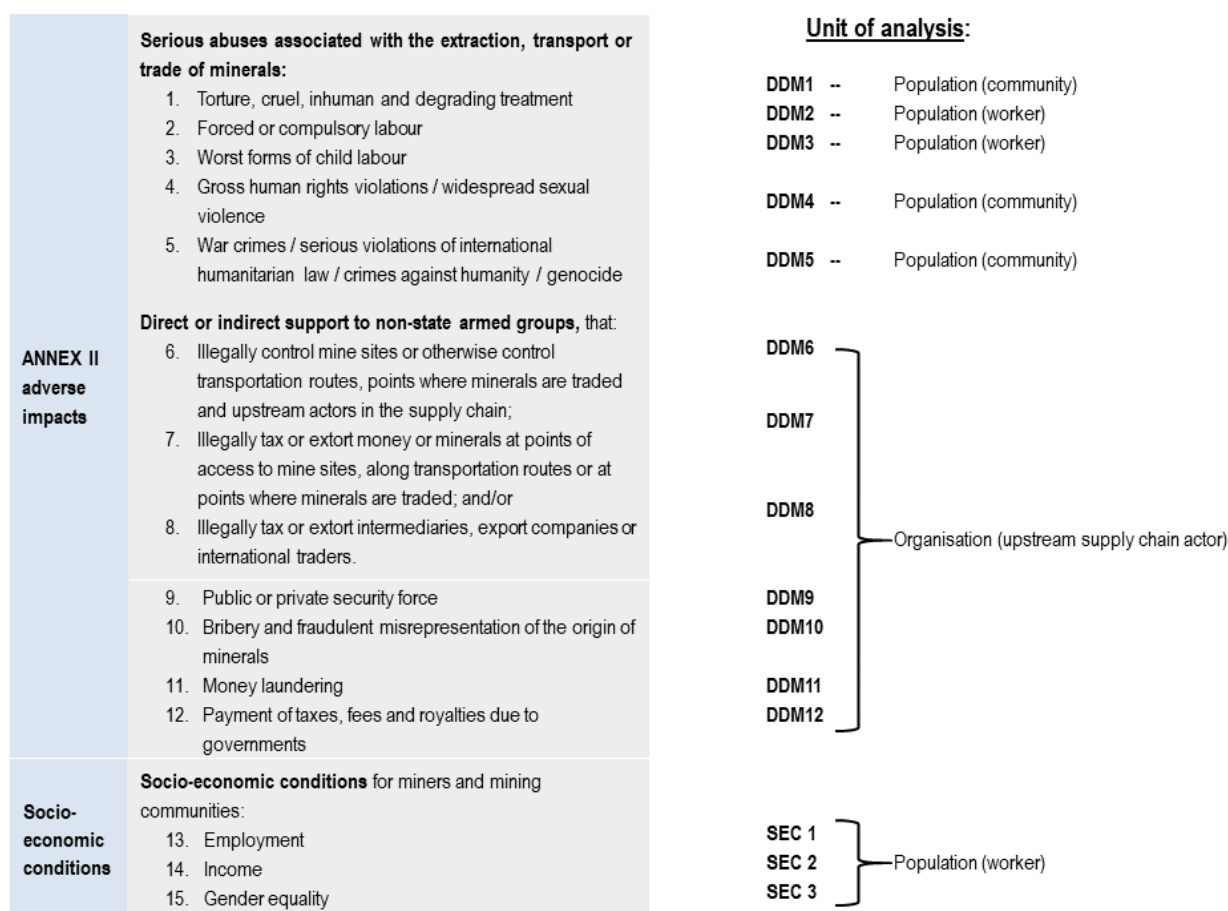 Serious abuses associated with the extraction, transport or
trade of minerals:
1. Torture, cruel, inhuman and degrading treatment
2. Forced or compulsory labour
3. Worst forms of child labour
4. Gross human rights violations / widespread sexual
violence
5. War crimes / serious violations of international
humanitarian law / crimes against humanity / genocide
Direct or indirect support to non-state armed groups, that:
6. Illegally control mine sites or otherwise control
transportation routes, points where minerals are traded
and upstream actors in the supply chain;
7. Illegally tax or extort money or minerals at points of
access to mine sites, along transportation routes or at
points where minerals are traded; and/or
8. Illegally tax or extort intermediaries, export companies or
international traders.
9. Public or private security force
10. Bribery and fraudulent misrepresentation of the origin of
minerals
11. Money laundering
12. Payment of taxes, fees and royalties due to
governments
ANNEX II
adverse
impacts
Socio-economic conditions for miners and mining
communities:
13. Employment
14. Income
15. Gender equality
Socio-
economic
conditions
Unit of analysis:
DDM1 -- Population (community)
DDM2 -- Population (worker)
DDM3 -- Population (worker)
DDM4 -- Population (community)
DDM5 -- Population (community)
DDM6
DDM7
DDM8
Organisation (upstream supply chain actor)
DDM9
DDM10
DDM11
DDM12
SEC 1
SEC 2 Population (worker)
SEC 3